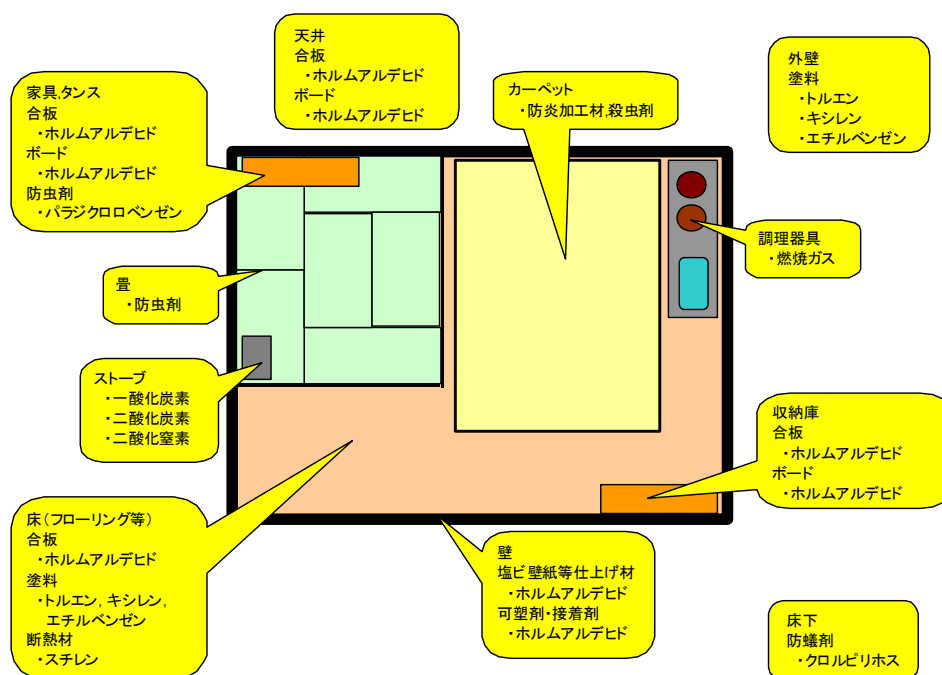 天井
合板
・ホルムアルデヒド
ボード
・ホルムアルデヒド
外壁
塗料
・トルエン
・キシレン
・エチルベンゼン
家具,タンス
合板
・ホルムアルデヒド
ボード
・ホルムアルデヒド
防虫剤
・パラジクロロベンゼン
カーペット
・防炎加工材,殺虫剤
調理器具
・燃焼ガス
畳
・防虫剤
ストーブ
・一酸化炭素
・二酸化炭素
・二酸化窒素
収納庫
合板
・ホルムアルデヒド
ボード
・ホルムアルデヒド
床(フローリング等)
合板
・ホルムアルデヒド
塗料
・トルエン,キシレン,
エチルベンゼン
断熱材
・スチレン
壁
塩ビ壁紙等仕上げ材
・ホルムアルデヒド
可塑剤・接着剤
・ホルムアルデヒド
床下
防蟻剤
・クロルピリホス